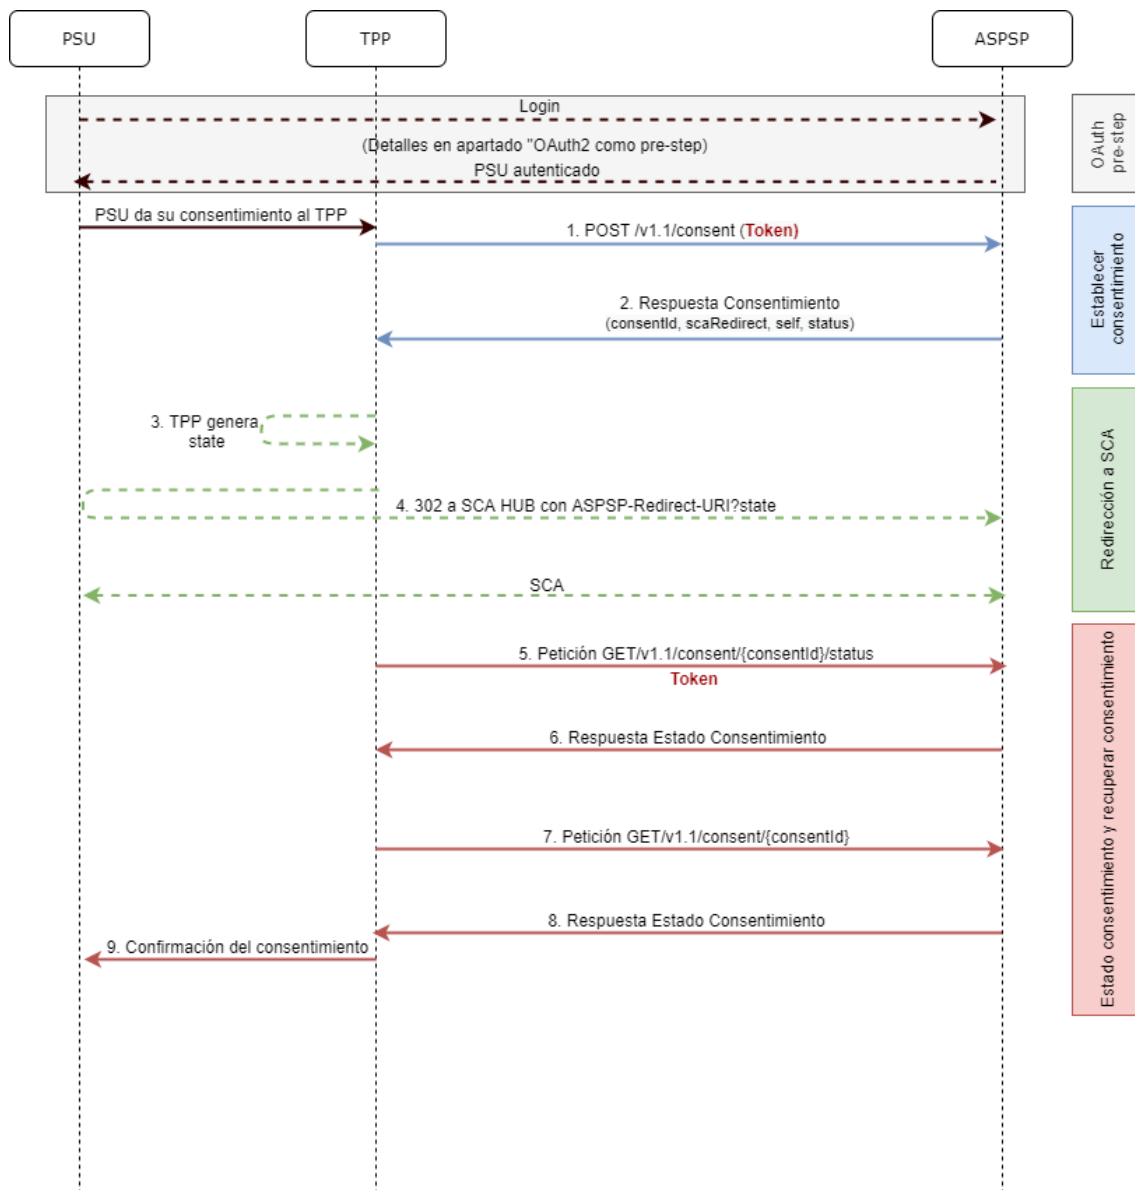 PSU
TPP
ASPSP
Login
(Detalles en apartado "OAuth2 como pre-step)
PSU autenticado
OAuth
pre-step
PSU da su consentimiento al TPP
1. POST /v1.1/consent (Token)
2. Respuesta Consentimiento
(consentId, scaRedirect, self, status)
Establecer
consentimiento
3. TPP genera
state
4. 302 a SCA HUB con ASPSP-Redirect-URI?state
SCA
Redirección a SCA
5. Petición GET/v1.1/consent/{consentId}/status
Token
6. Respuesta Estado Consentimiento
7. Petición GET/v1.1/consent/{consentId}
8. Respuesta Estado Consentimiento
9. Confirmación del consentimiento
Estado consentimiento y recuperar consentimiento